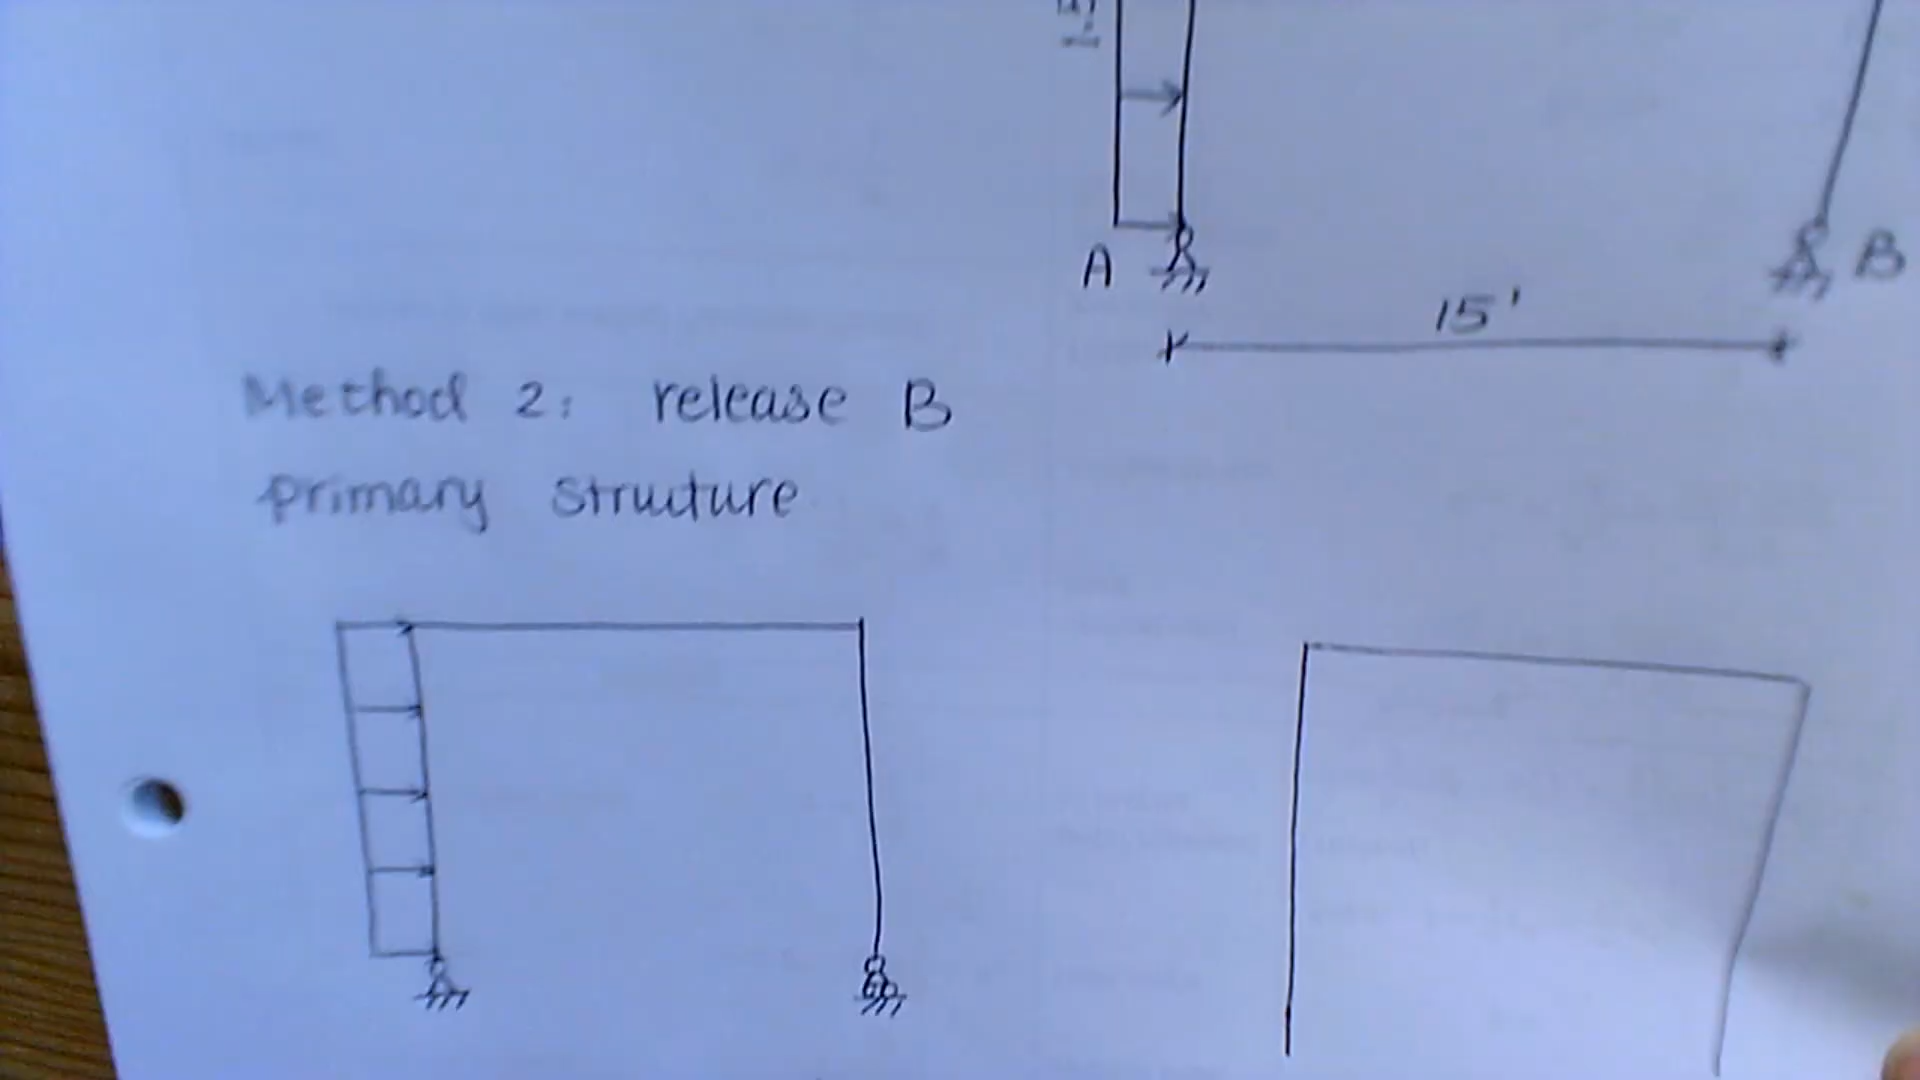 A
B
15'
Method 2: release B
primary structure